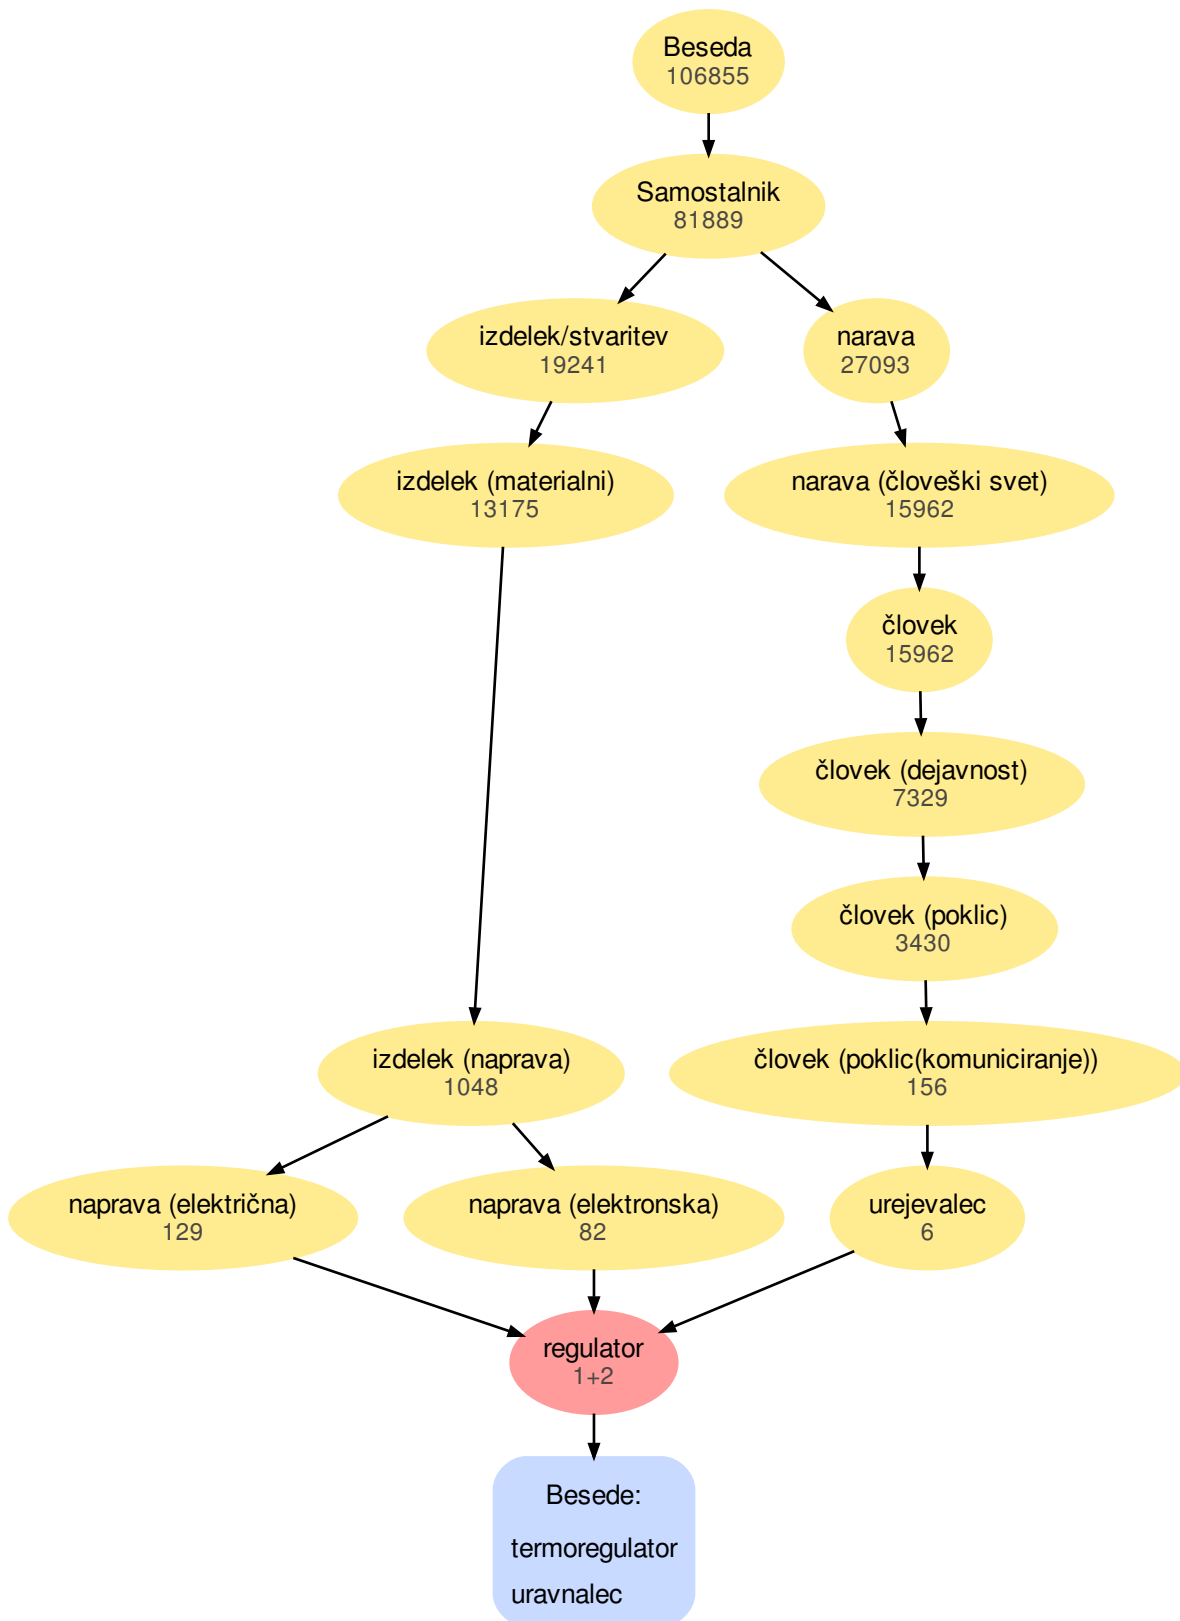 Beseda
106855
Samostalnik
81889
izdelek/stvaritev
19241
narava
27093
izdelek (materialni)
13175
narava (človeški svet)
15962
človek
15962
človek (dejavnost)
7329
človek (poklic)
3430
izdelek (naprava)
1048
človek (poklic(komuniciranje))
156
naprava (električna)
129
naprava (elektronska)
82
urejevalec
6
regulator
1+2
Besede:
termoregulator
uravnalec